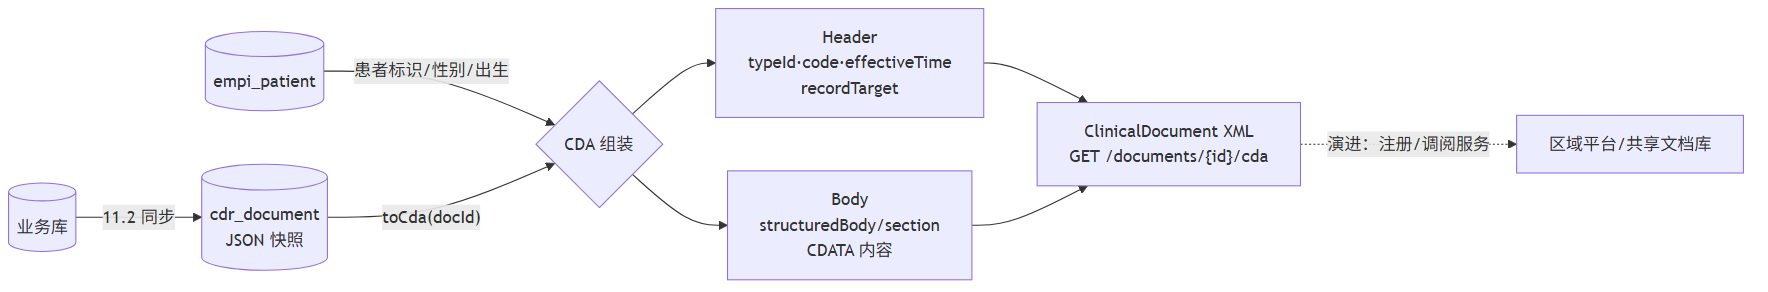 empi_patient
患者标识/性别/出生
业务库
11.2 同步
cdr_document
JSON 快照
toCda(docId)
CDA 组装
Header
typeId·code·effectiveTime
recordTarget
Body
structuredBody/section
CDATA 内容
ClinicalDocument XML
GET /documents/{id}/cda
演进：注册/调阅服务
区域平台/共享文档库